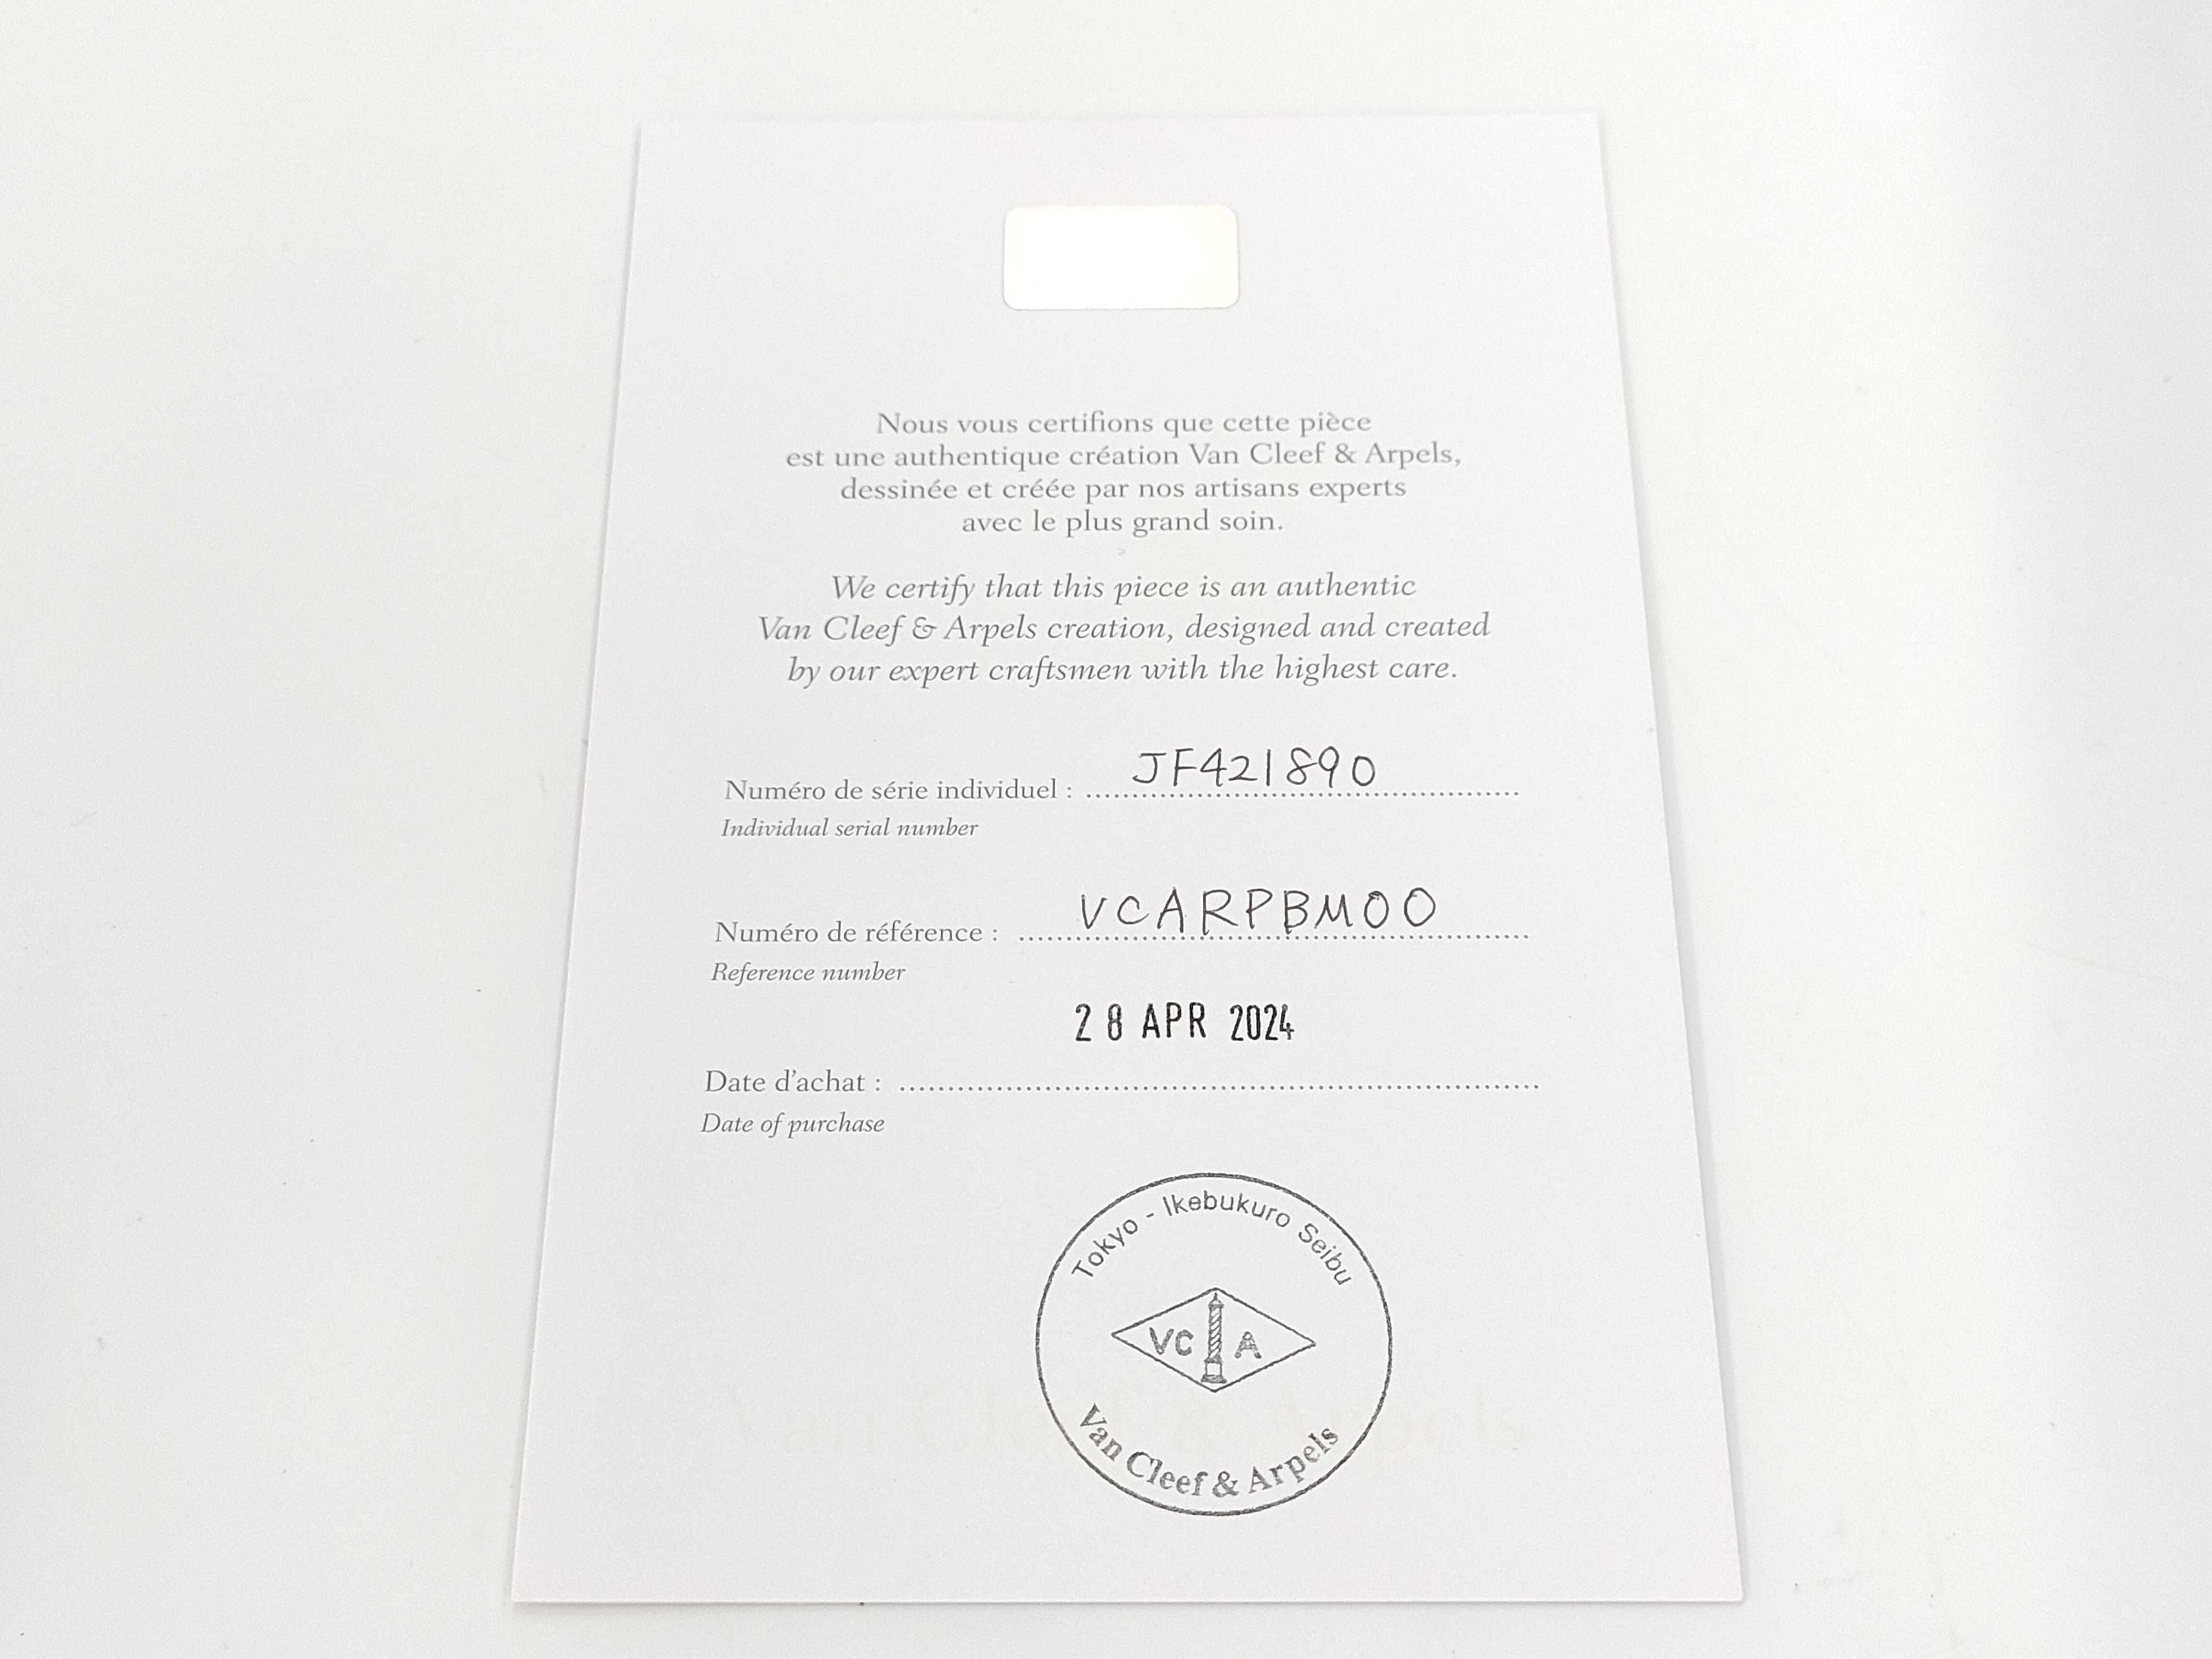 Nous vous certifions que cette pièce
est une authentique création Van Cleef & Arpels,
dessinée et créée par nos artisans experts
avec le plus grand soin.
We certify that this piece is an authentic
Van Cleef & Arpels creation, designed and created
by our expert craftsmen with the highest care.
Numéro de série individuel : JF421890
Individual serial number
Numéro de référence : VCARPBM00
Reference number
28 APR 2024
Date d'achat :
Date of purchase
Tokyo - Ikebukuro Seibu
VC A
Van Cleef & Arpels
Van Cleef & Arpels